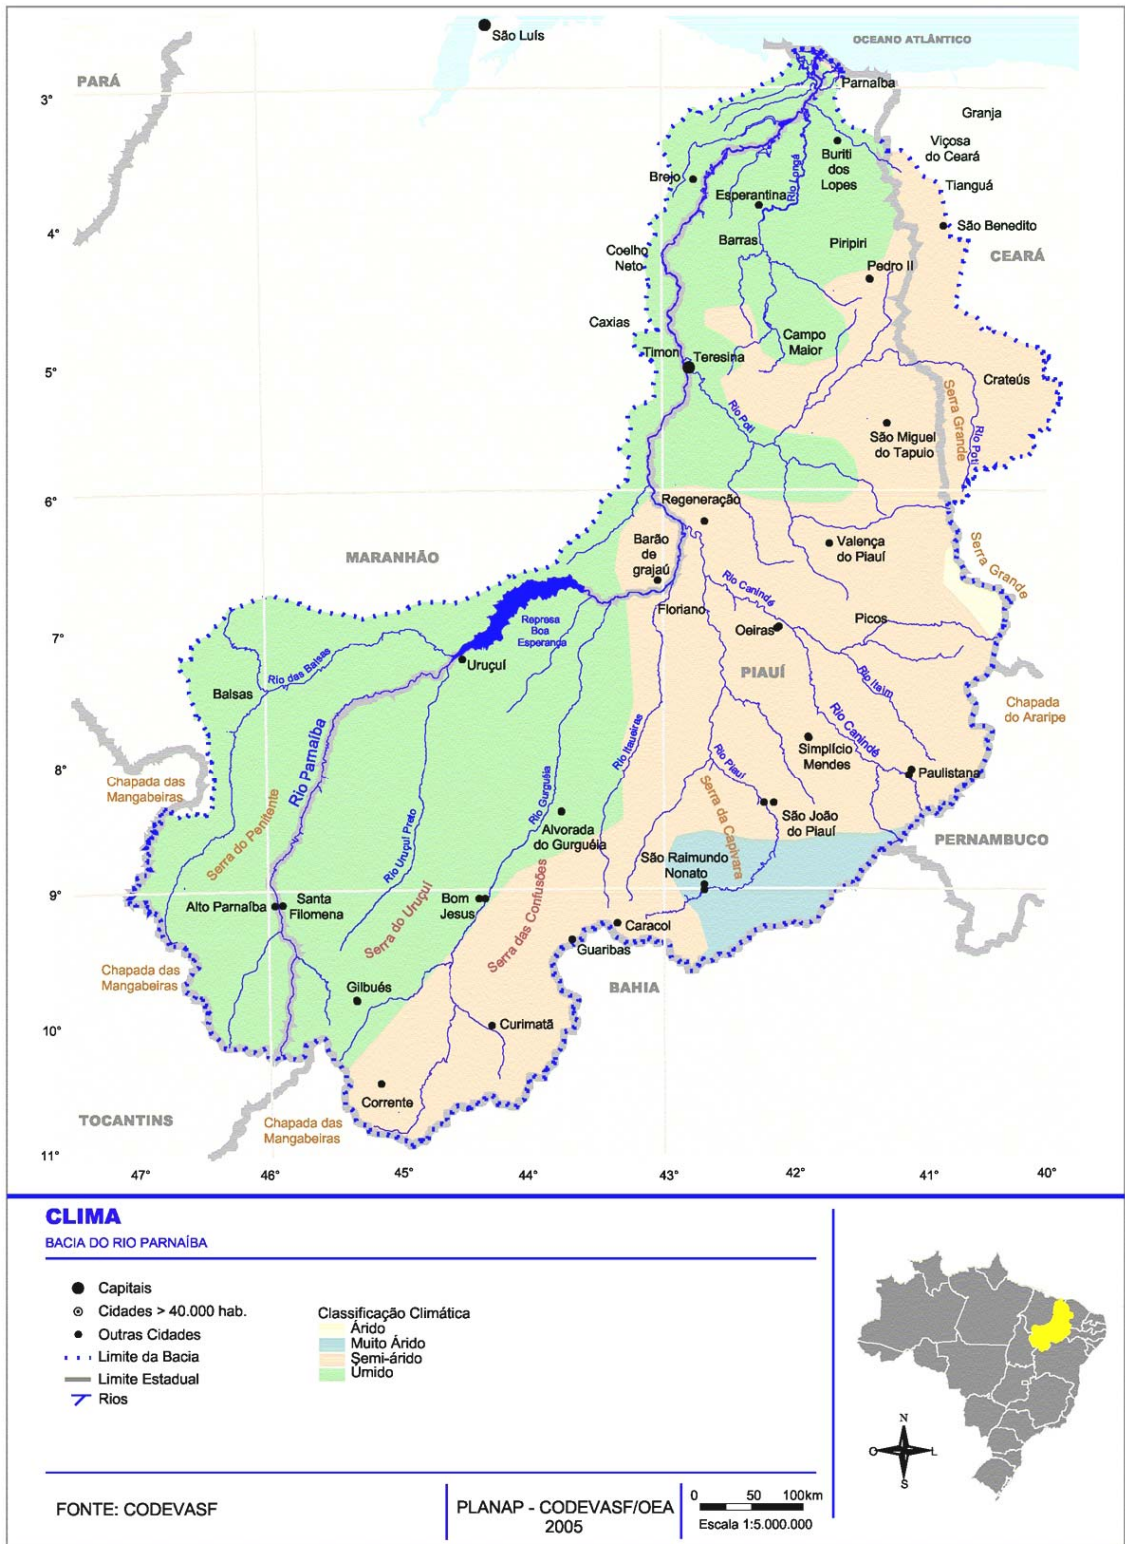 São Luís
OCEANO ATLÂNTICO
PARÁ
Parnaíba
3°
Granja
Viçosa
do Ceará
Buriti
dos
Lopes
Rio Longá
Brejo
Tianguá
Esperantina
São Benedito
4°
Barras
Piripiri
Coelho
Neto
CEARÁ
Pedro II
Caxias
Campo
Maior
Timon
Teresina
5°
Crateús
Serra Grande
Rio Poti
São Miguel
do Tapuio
Rio Poti
6°
Regeneração
Barão
de
grajaú
Valença
do Piauí
MARANHÃO
Serra Grande
Rio Canindé
Floriano
Picos
Represa
Boa
Esperança
Oeiras
7°
Uruçuí
PIAUÍ
Rio das Balsas
Balsas
Rio Itaim
Chapada
do Araripe
Rio Parnaíba
Rio Itaueiras
Rio Canindé
Simplício
Mendes
Rio Piauí
8°
Paulistana
Chapada das
Mangabeiras
Serra do Penitente
Rio Uruçuí Preto
Rio Gurguéia
Alvorada
do Gurguéia
Serra da Capivara
São João
do Piauí
PERNAMBUCO
São Raimundo
Nonato
9°
Alto Parnaíba
Santa
Filomena
Bom
Jesus
Serra do Uruçuí
Serra das Confusões
Caracol
Guaribas
Chapada das
Mangabeiras
Gilbués
BAHIA
10°
Curimatã
Corrente
TOCANTINS
Chapada das
Mangabeiras
11°
47° 46° 45° 44° 43° 42° 41° 40°
CLIMA
BACIA DO RIO PARNAÍBA
Capitais
Cidades > 40.000 hab.
Outras Cidades
Limite da Bacia
Limite Estadual
Rios
Classificação Climática
Árido
Muito Árido
Semi-árido
Úmido
N
O L
S
FONTE: CODEVASF
PLANAP - CODEVASF/OEA
2005
0 50 100km
Escala 1:5.000.000